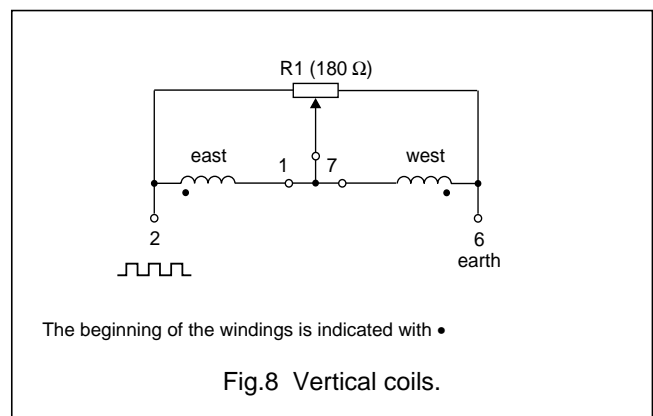 R1 (180 Ω)
east
1
7
west
2
6
earth
The beginning of the windings is indicated with •
Fig.8 Vertical coils.